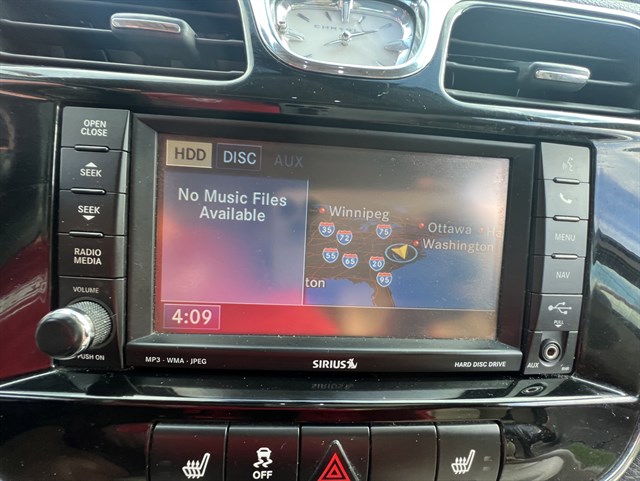 CHRYSLER
OPEN
CLOSE
SEEK
SEEK
RADIO
MEDIA
VOLUME
PUSH ON
HDD DISC AUX
No Music Files
Available
4:09
Winnipeg
Ottawa
Washington
35
72
75
55
65
20
95
ton
MENU
NAV
PULL
AUX
MP3 · WMA · JPEG
SIRIUS
HARD DISC DRIVE
OFF